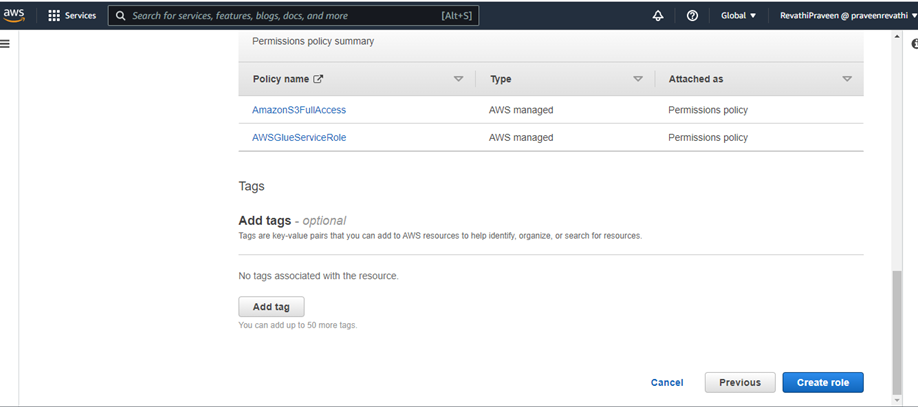 aws Services Search for services, features, blogs, docs, and more [Alt+S] Global RevathiPraveen @ praveenrevathi
Permissions policy summary
Policy name Type Attached as
AmazonS3FullAccess AWS managed Permissions policy
AWSGlueServiceRole AWS managed Permissions policy
Tags
Add tags - optional
Tags are key-value pairs that you can add to AWS resources to help identify, organize, or search for resources.
No tags associated with the resource.
Add tag
You can add up to 50 more tags.
Cancel Previous Create role